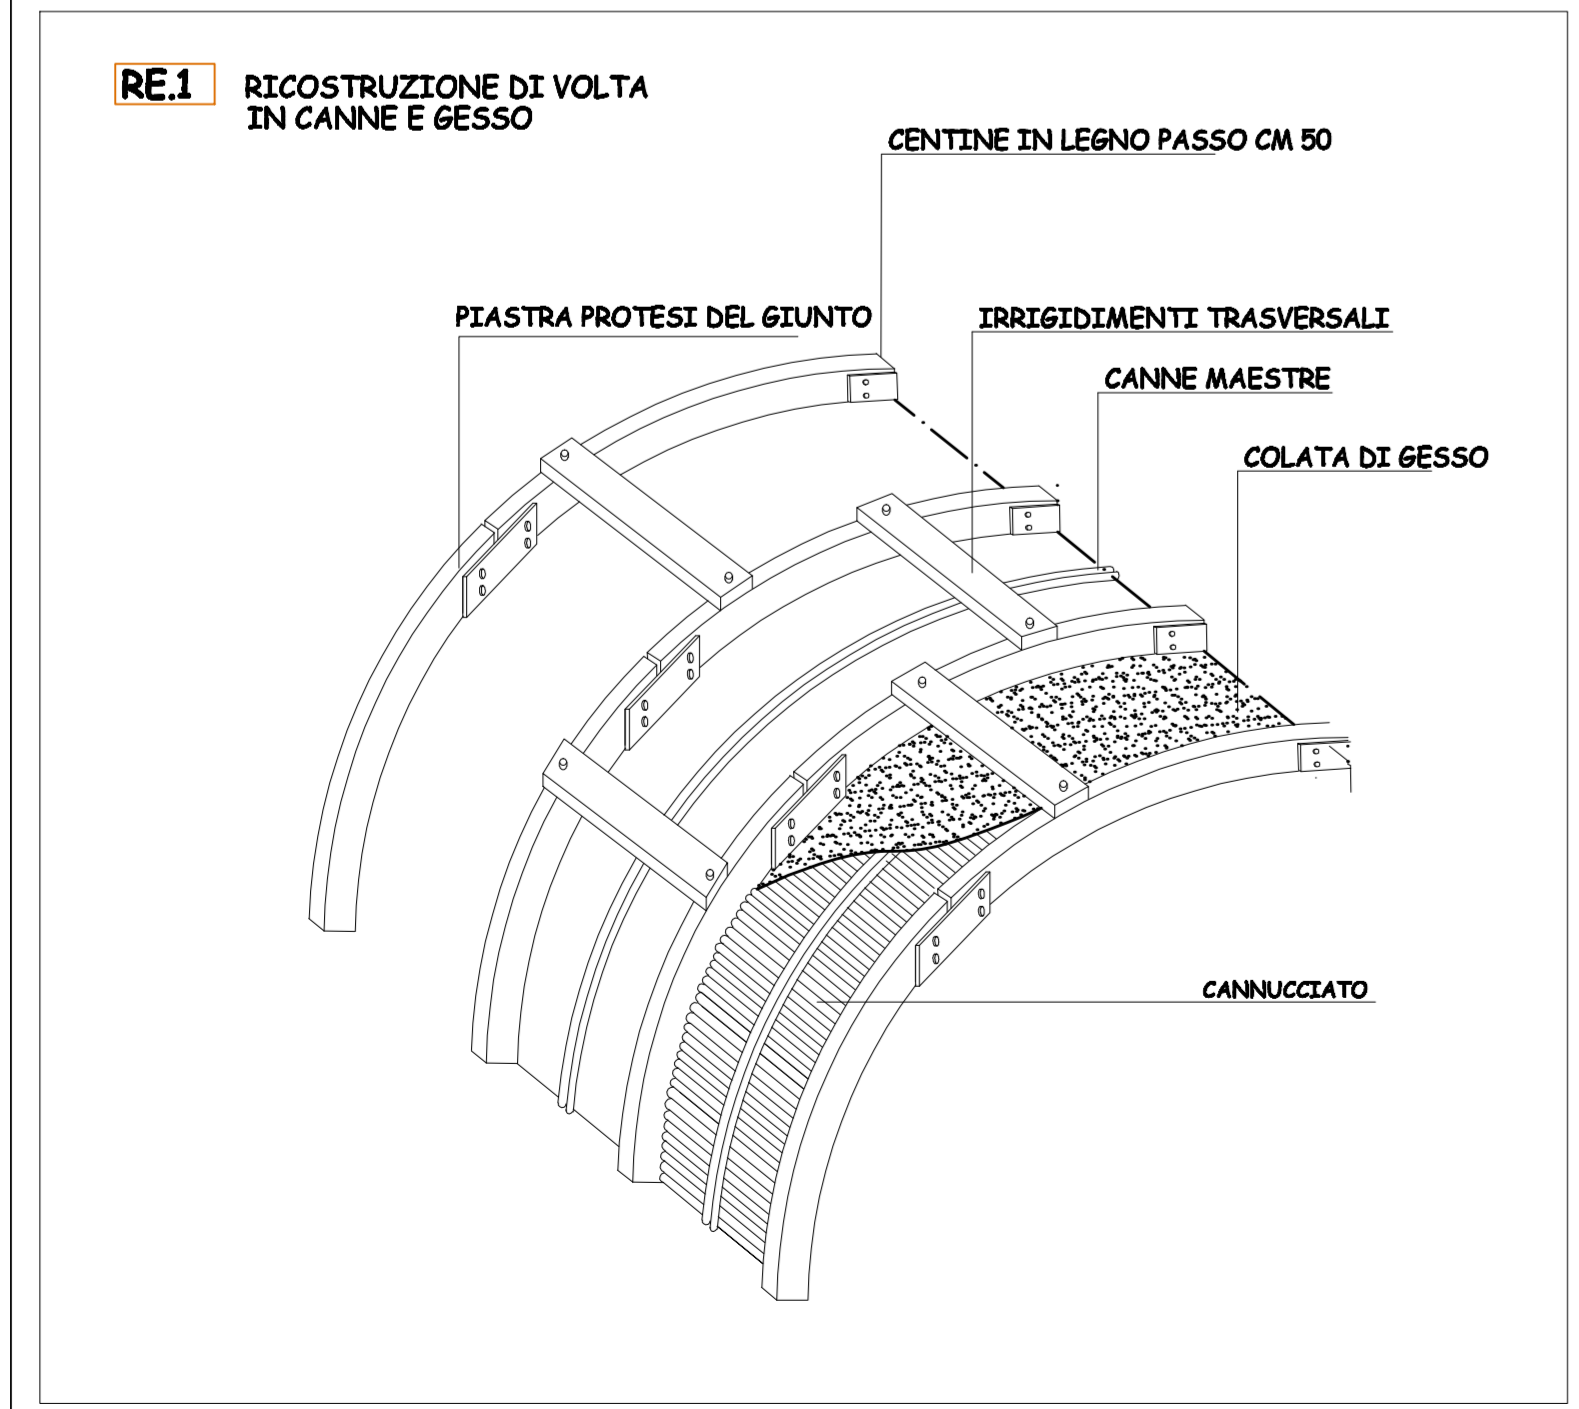 RE.1
RICOSTRUZIONE DI VOLTA
IN CANNE E GESSO
CENTINE IN LEGNO PASSO CM 50
PIASTRA PROTESI DEL GIUNTO
IRRIGIDIMENTI TRASVERSALI
CANNE MAESTRE
COLATA DI GESSO
CANNUCCIATO